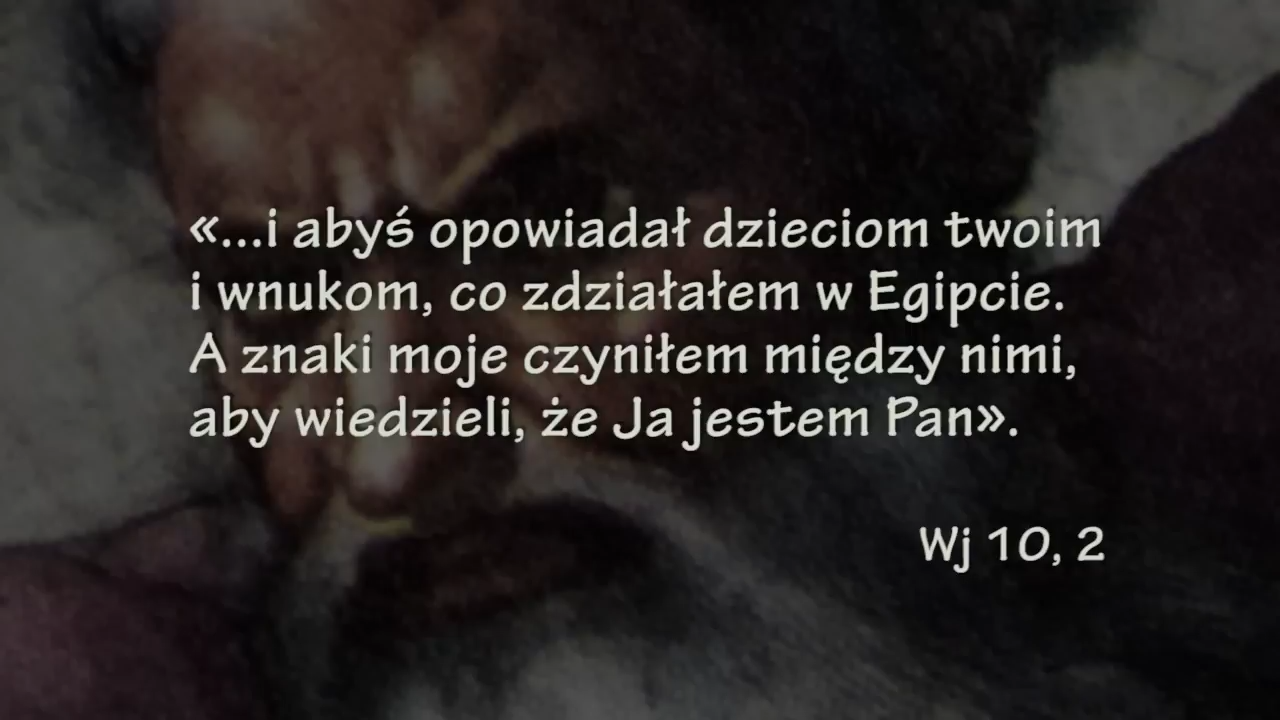 «...i abyś opowiadał dzieciom twoim
i wnukom, co zdziałałem w Egipcie.
A znaki moje czyniłem między nimi,
aby wiedzieli, że Ja jestem Pan».
Wj 10, 2